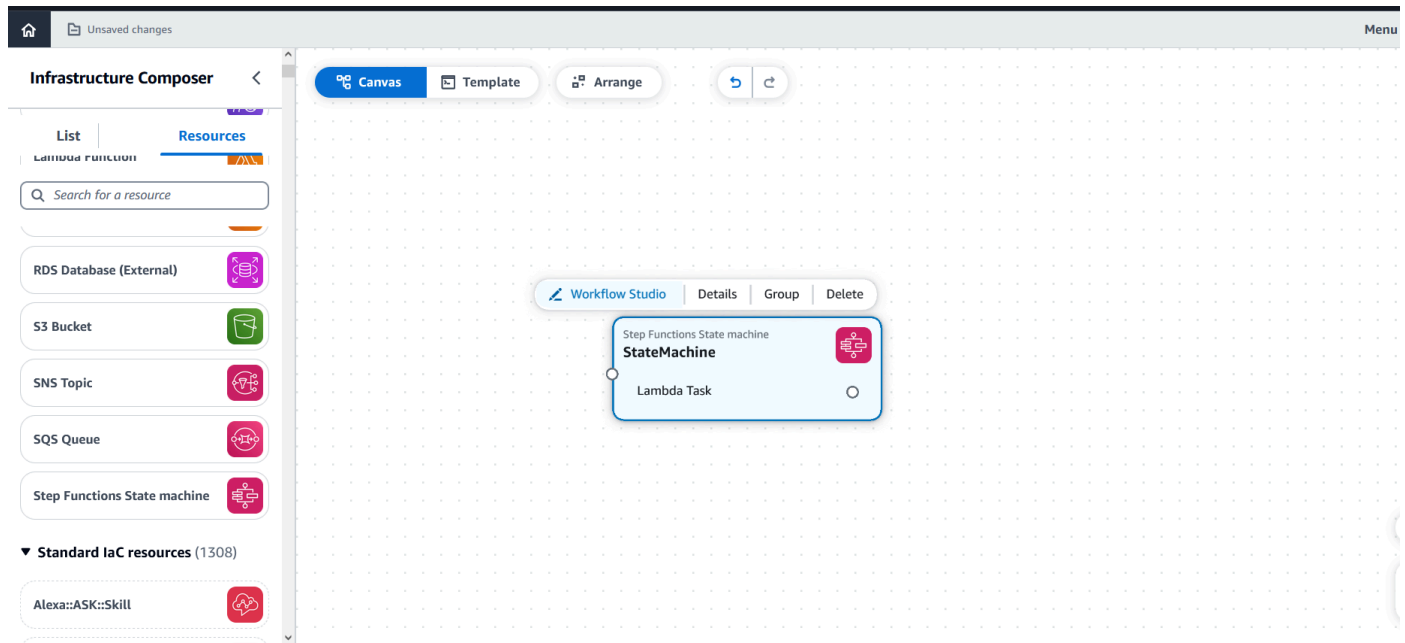 Unsaved changes
Menu
Infrastructure Composer
Canvas
Template
Arrange
List
Resources
Lambda Function
Search for a resource
RDS Database (External)
S3 Bucket
SNS Topic
SQS Queue
Step Functions State machine
Standard IaC resources (1308)
Alexa::ASK::Skill
Workflow Studio
Details
Group
Delete
Step Functions State machine
StateMachine
Lambda Task